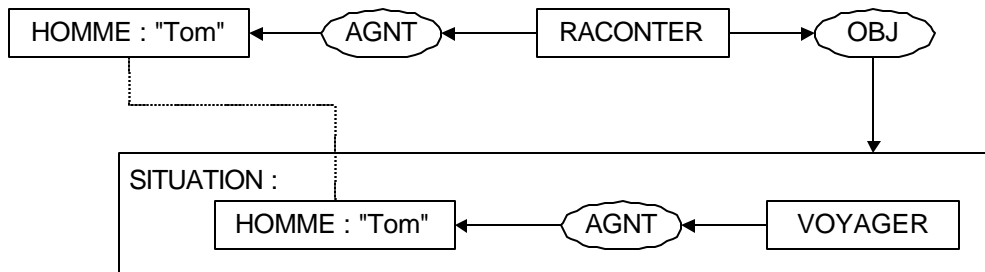 HOMME : "Tom" AGNT RACONTER OBJ
SITUATION :
HOMME : "Tom" AGNT VOYAGER